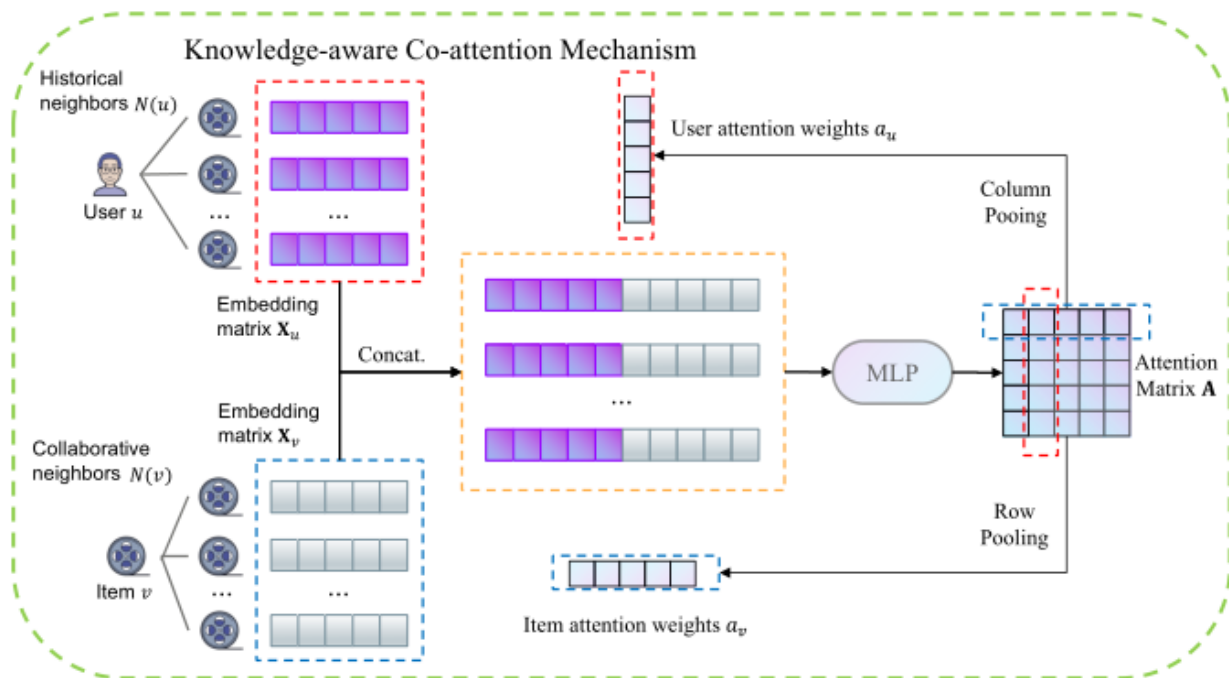 Knowledge-aware Co-attention Mechanism
Historical
neighbors N(u)
User u
...
...
Embedding
matrix X_u
Concat.
Embedding
matrix X_v
Collaborative
neighbors N(v)
Item v
...
...
...
MLP
User attention weights a_u
Column
Pooing
Attention
Matrix A
Row
Pooling
Item attention weights a_v